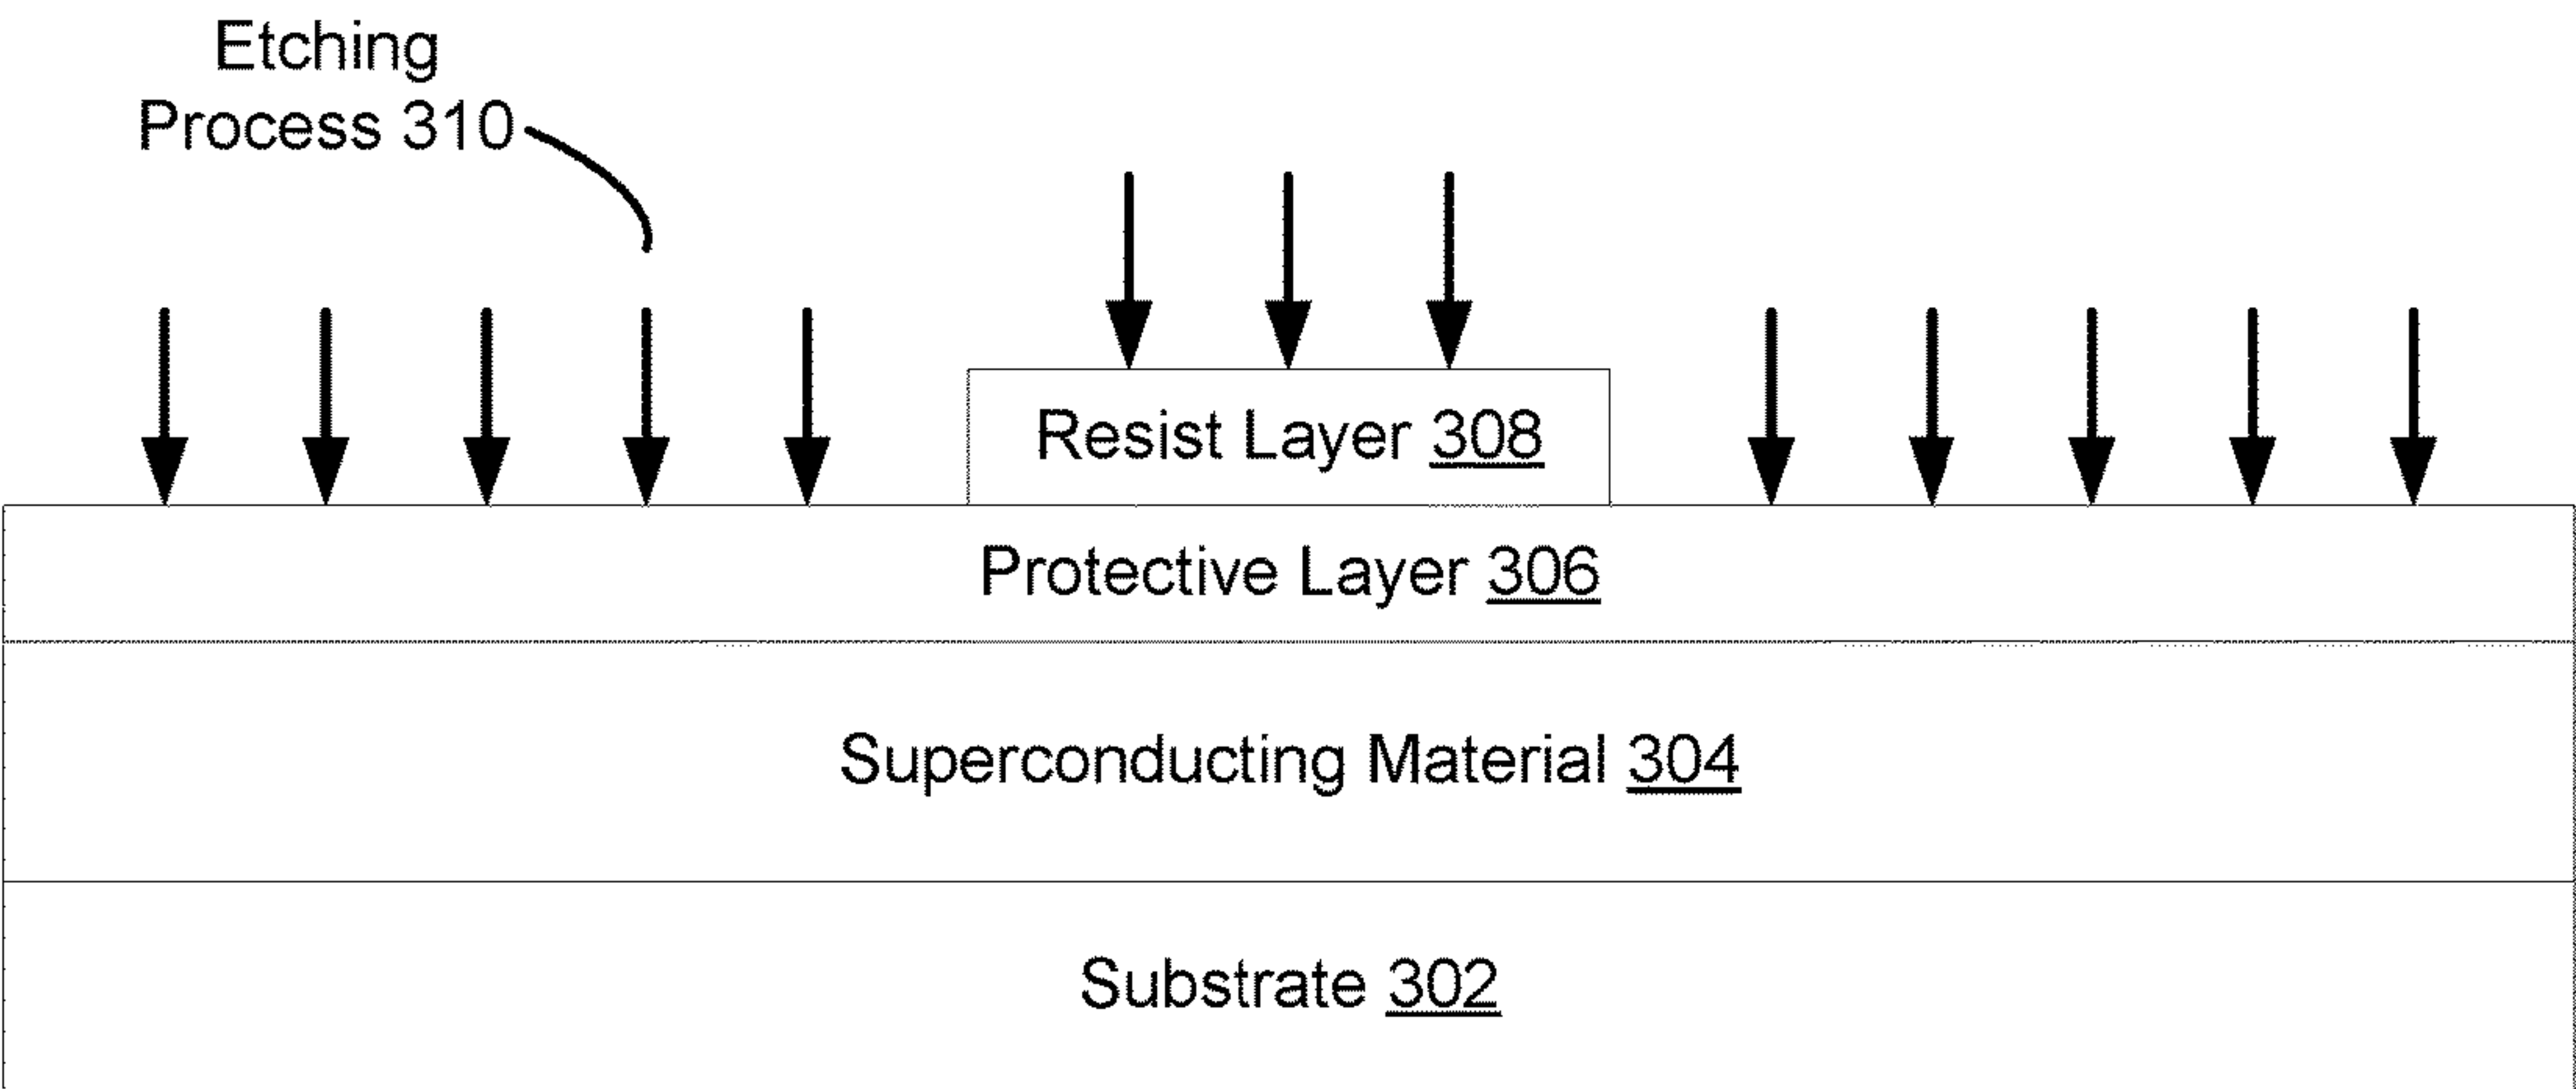 Etching
Process 310
Resist Layer 308
Protective Layer 306
Superconducting Material 304
Substrate 302